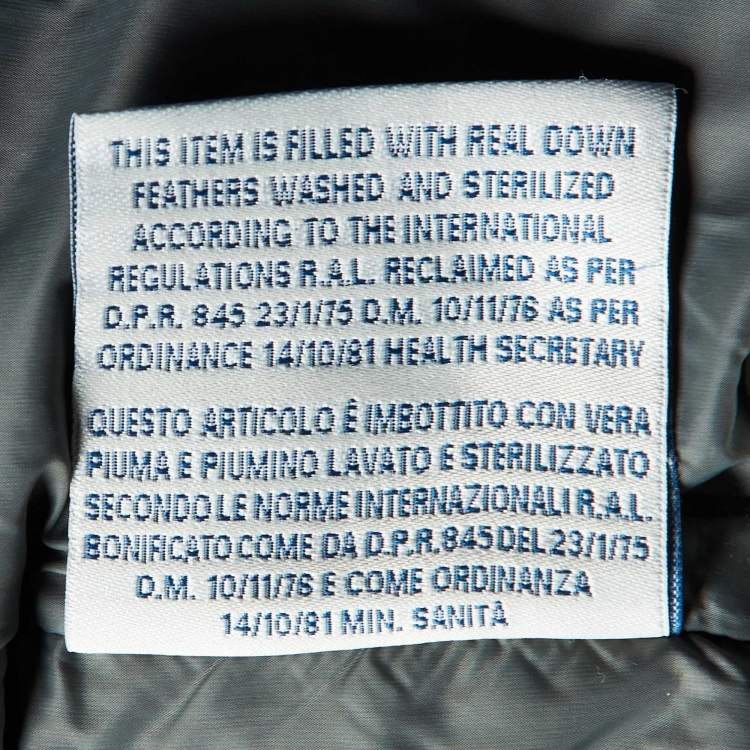 THIS ITEM IS FILLED WITH REAL DOWN
FEATHERS WASHED AND STERILIZED
ACCORDING TO THE INTERNATIONAL
REGULATIONS R.A.L. RECLAIMED AS PER
D.P.R. 845 23/1/75 D.M. 10/11/76 AS PER
ORDINANCE 14/10/81 HEALTH SECRETARY
QUESTO ARTICOLO È IMBOTTITO CON VERA
PIUMA E PIUMINO LAVATO E STERILIZZATO
SECONDO LE NORME INTERNAZIONALI R.A.L.
BONIFICATO COME DA D.P.R. 845 DEL 23/1/75
D.M. 10/11/76 E COME ORDINANZA
14/10/81 MIN. SANITÀ